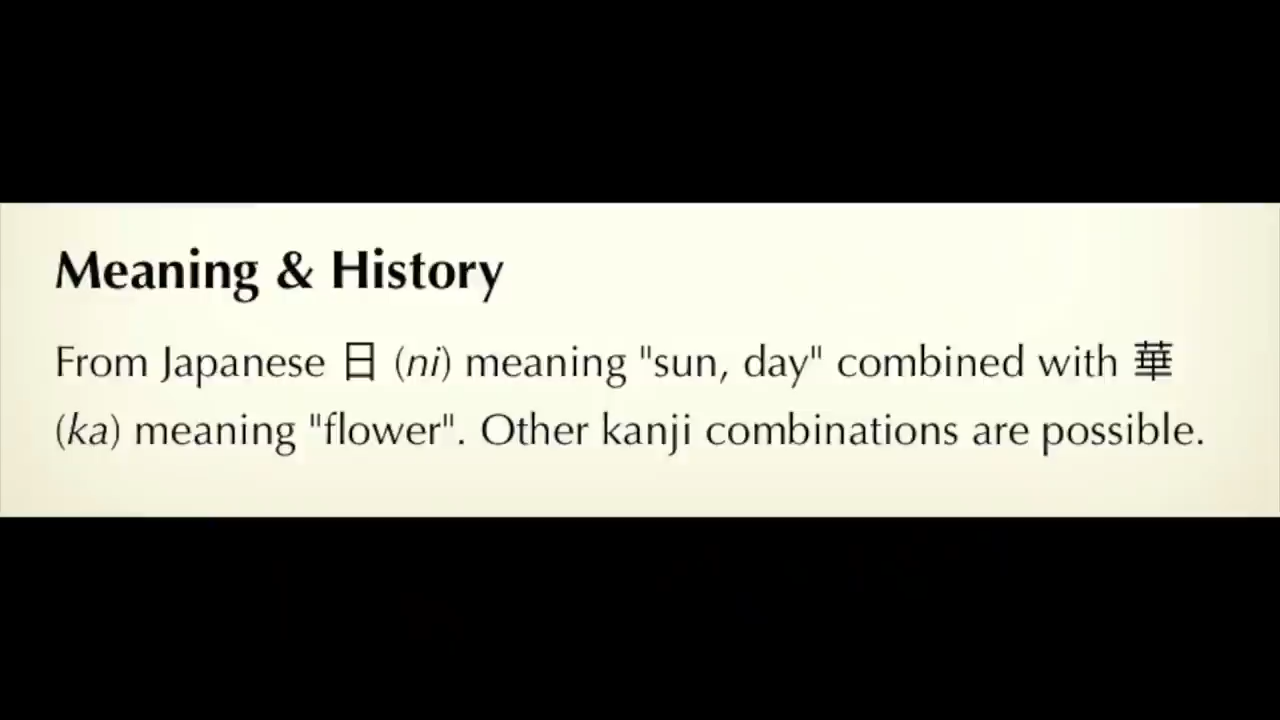 Meaning & History
From Japanese 日 (ni) meaning "sun, day" combined with 華
(ka) meaning "flower". Other kanji combinations are possible.